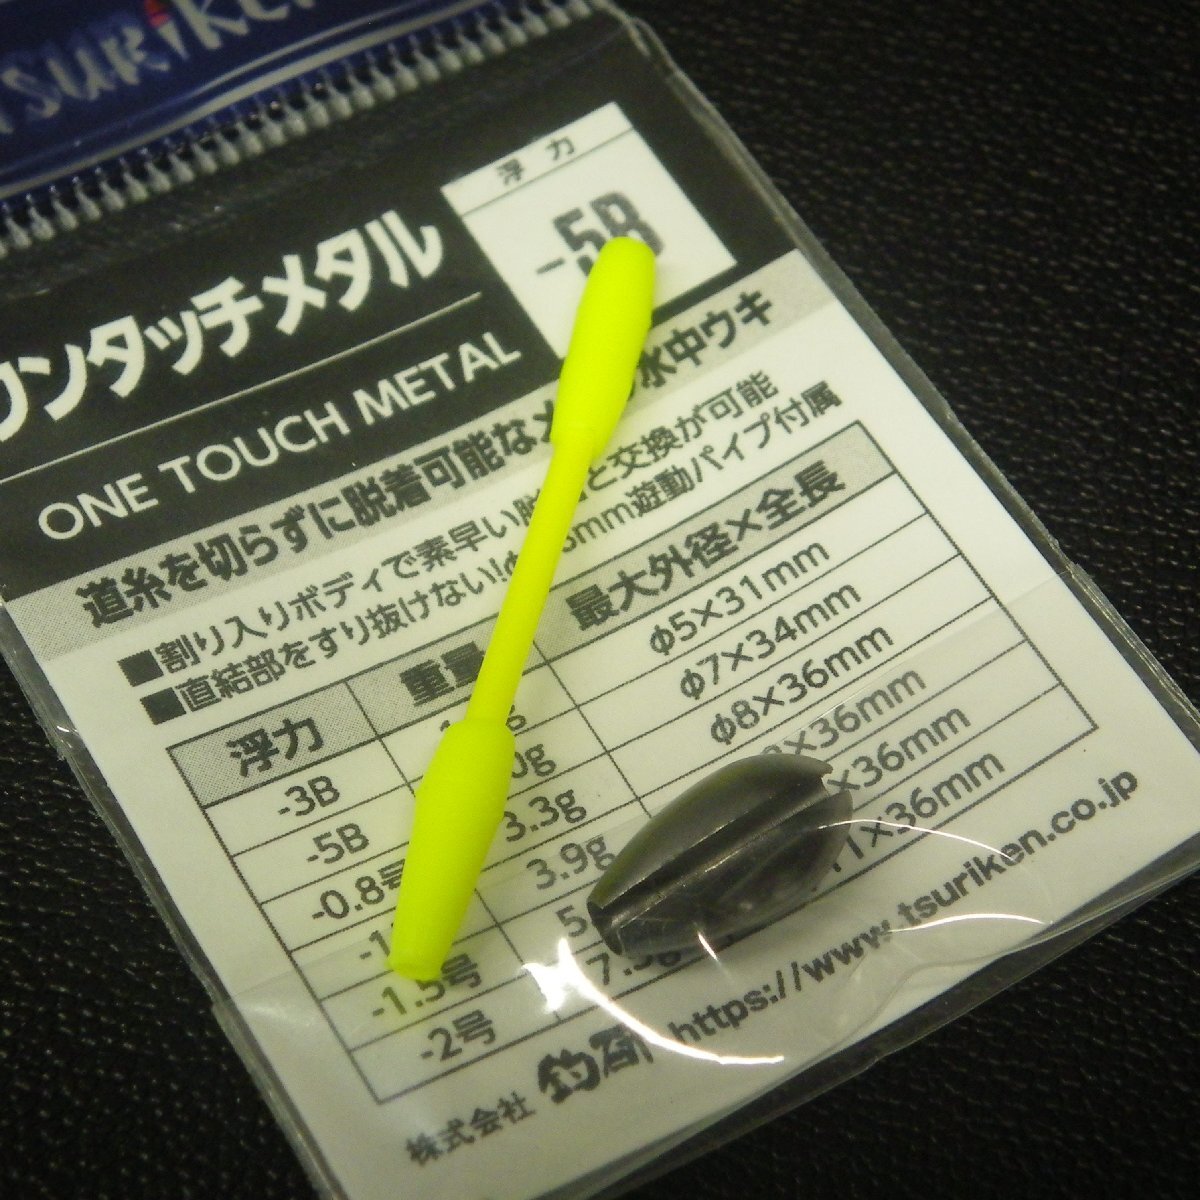 TSURIKEN
浮 力
-5B
ワンタッチメタル
ONE TOUCH METAL
道糸を切らずに脱着可能な 水中ウキ
■割り入りボディで素早い と交換が可能
■直結部をすり抜けない! mm遊動パイプ付属
浮力 重量 最大外径×全長
-3B φ5×31mm
-5B φ7×34mm
-0.8号 3.3g φ8×36mm
3.9g ×36mm
-1.5号 ×36mm
-2号 ×36mm
株式会社 釣研 https://www.tsuriken.co.jp